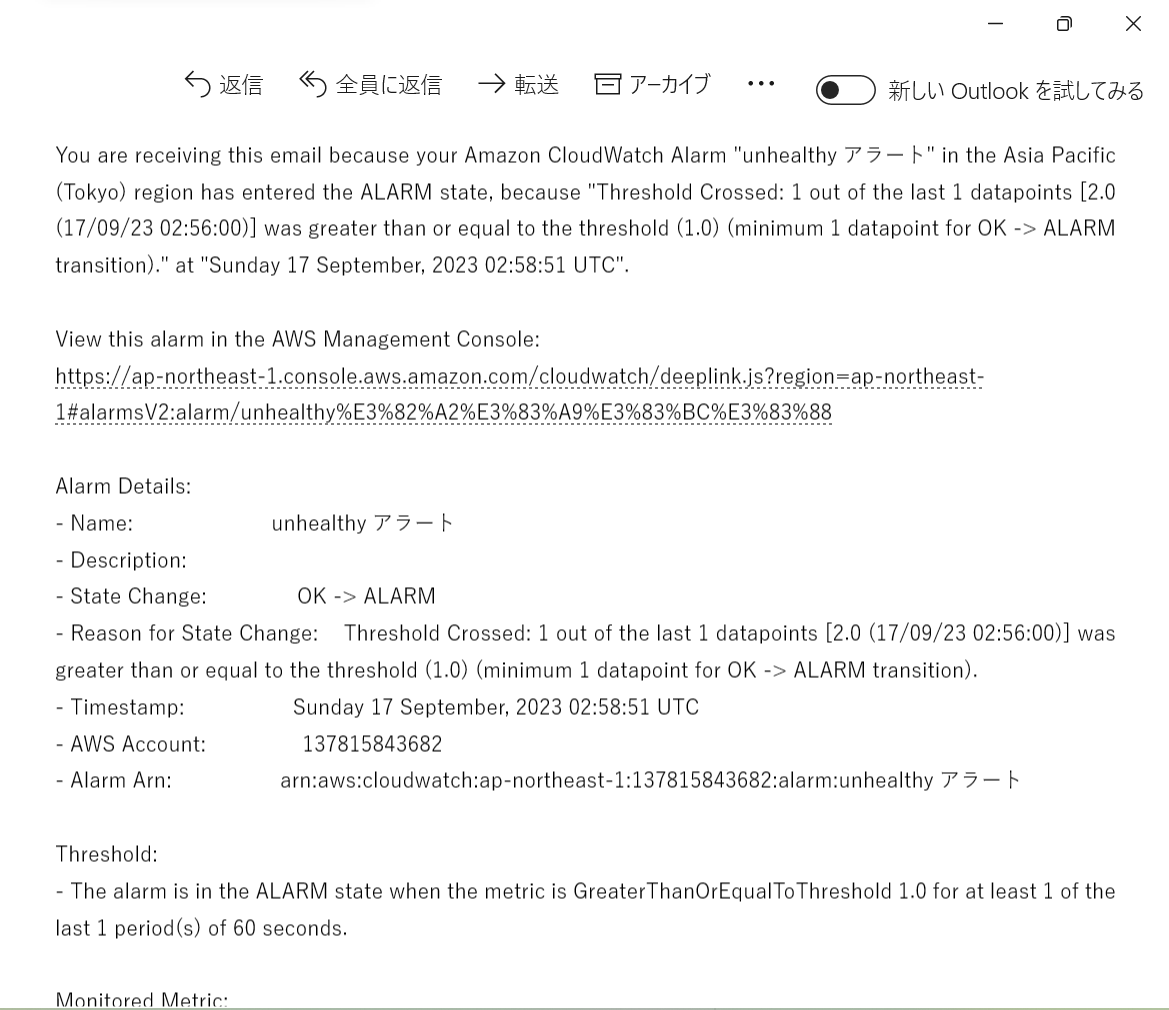 返信 全員に返信 転送 アーカイブ ... 新しい Outlook を試してみる
You are receiving this email because your Amazon CloudWatch Alarm "unhealthy アラート" in the Asia Pacific
(Tokyo) region has entered the ALARM state, because "Threshold Crossed: 1 out of the last 1 datapoints [2.0
(17/09/23 02:56:00)] was greater than or equal to the threshold (1.0) (minimum 1 datapoint for OK -> ALARM
transition)." at "Sunday 17 September, 2023 02:58:51 UTC".
View this alarm in the AWS Management Console:
https://ap-northeast-1.console.aws.amazon.com/cloudwatch/deeplink.js?region=ap-northeast-
1#alarmsV2:alarm/unhealthy%E3%82%A2%E3%83%A9%E3%83%BC%E3%83%88
Alarm Details:
- Name: unhealthy アラート
- Description:
- State Change: OK -> ALARM
- Reason for State Change: Threshold Crossed: 1 out of the last 1 datapoints [2.0 (17/09/23 02:56:00)] was
greater than or equal to the threshold (1.0) (minimum 1 datapoint for OK -> ALARM transition).
- Timestamp: Sunday 17 September, 2023 02:58:51 UTC
- AWS Account: 137815843682
- Alarm Arn: arn:aws:cloudwatch:ap-northeast-1:137815843682:alarm:unhealthy アラート
Threshold:
- The alarm is in the ALARM state when the metric is GreaterThanOrEqualToThreshold 1.0 for at least 1 of the
last 1 period(s) of 60 seconds.
Monitored Metric: